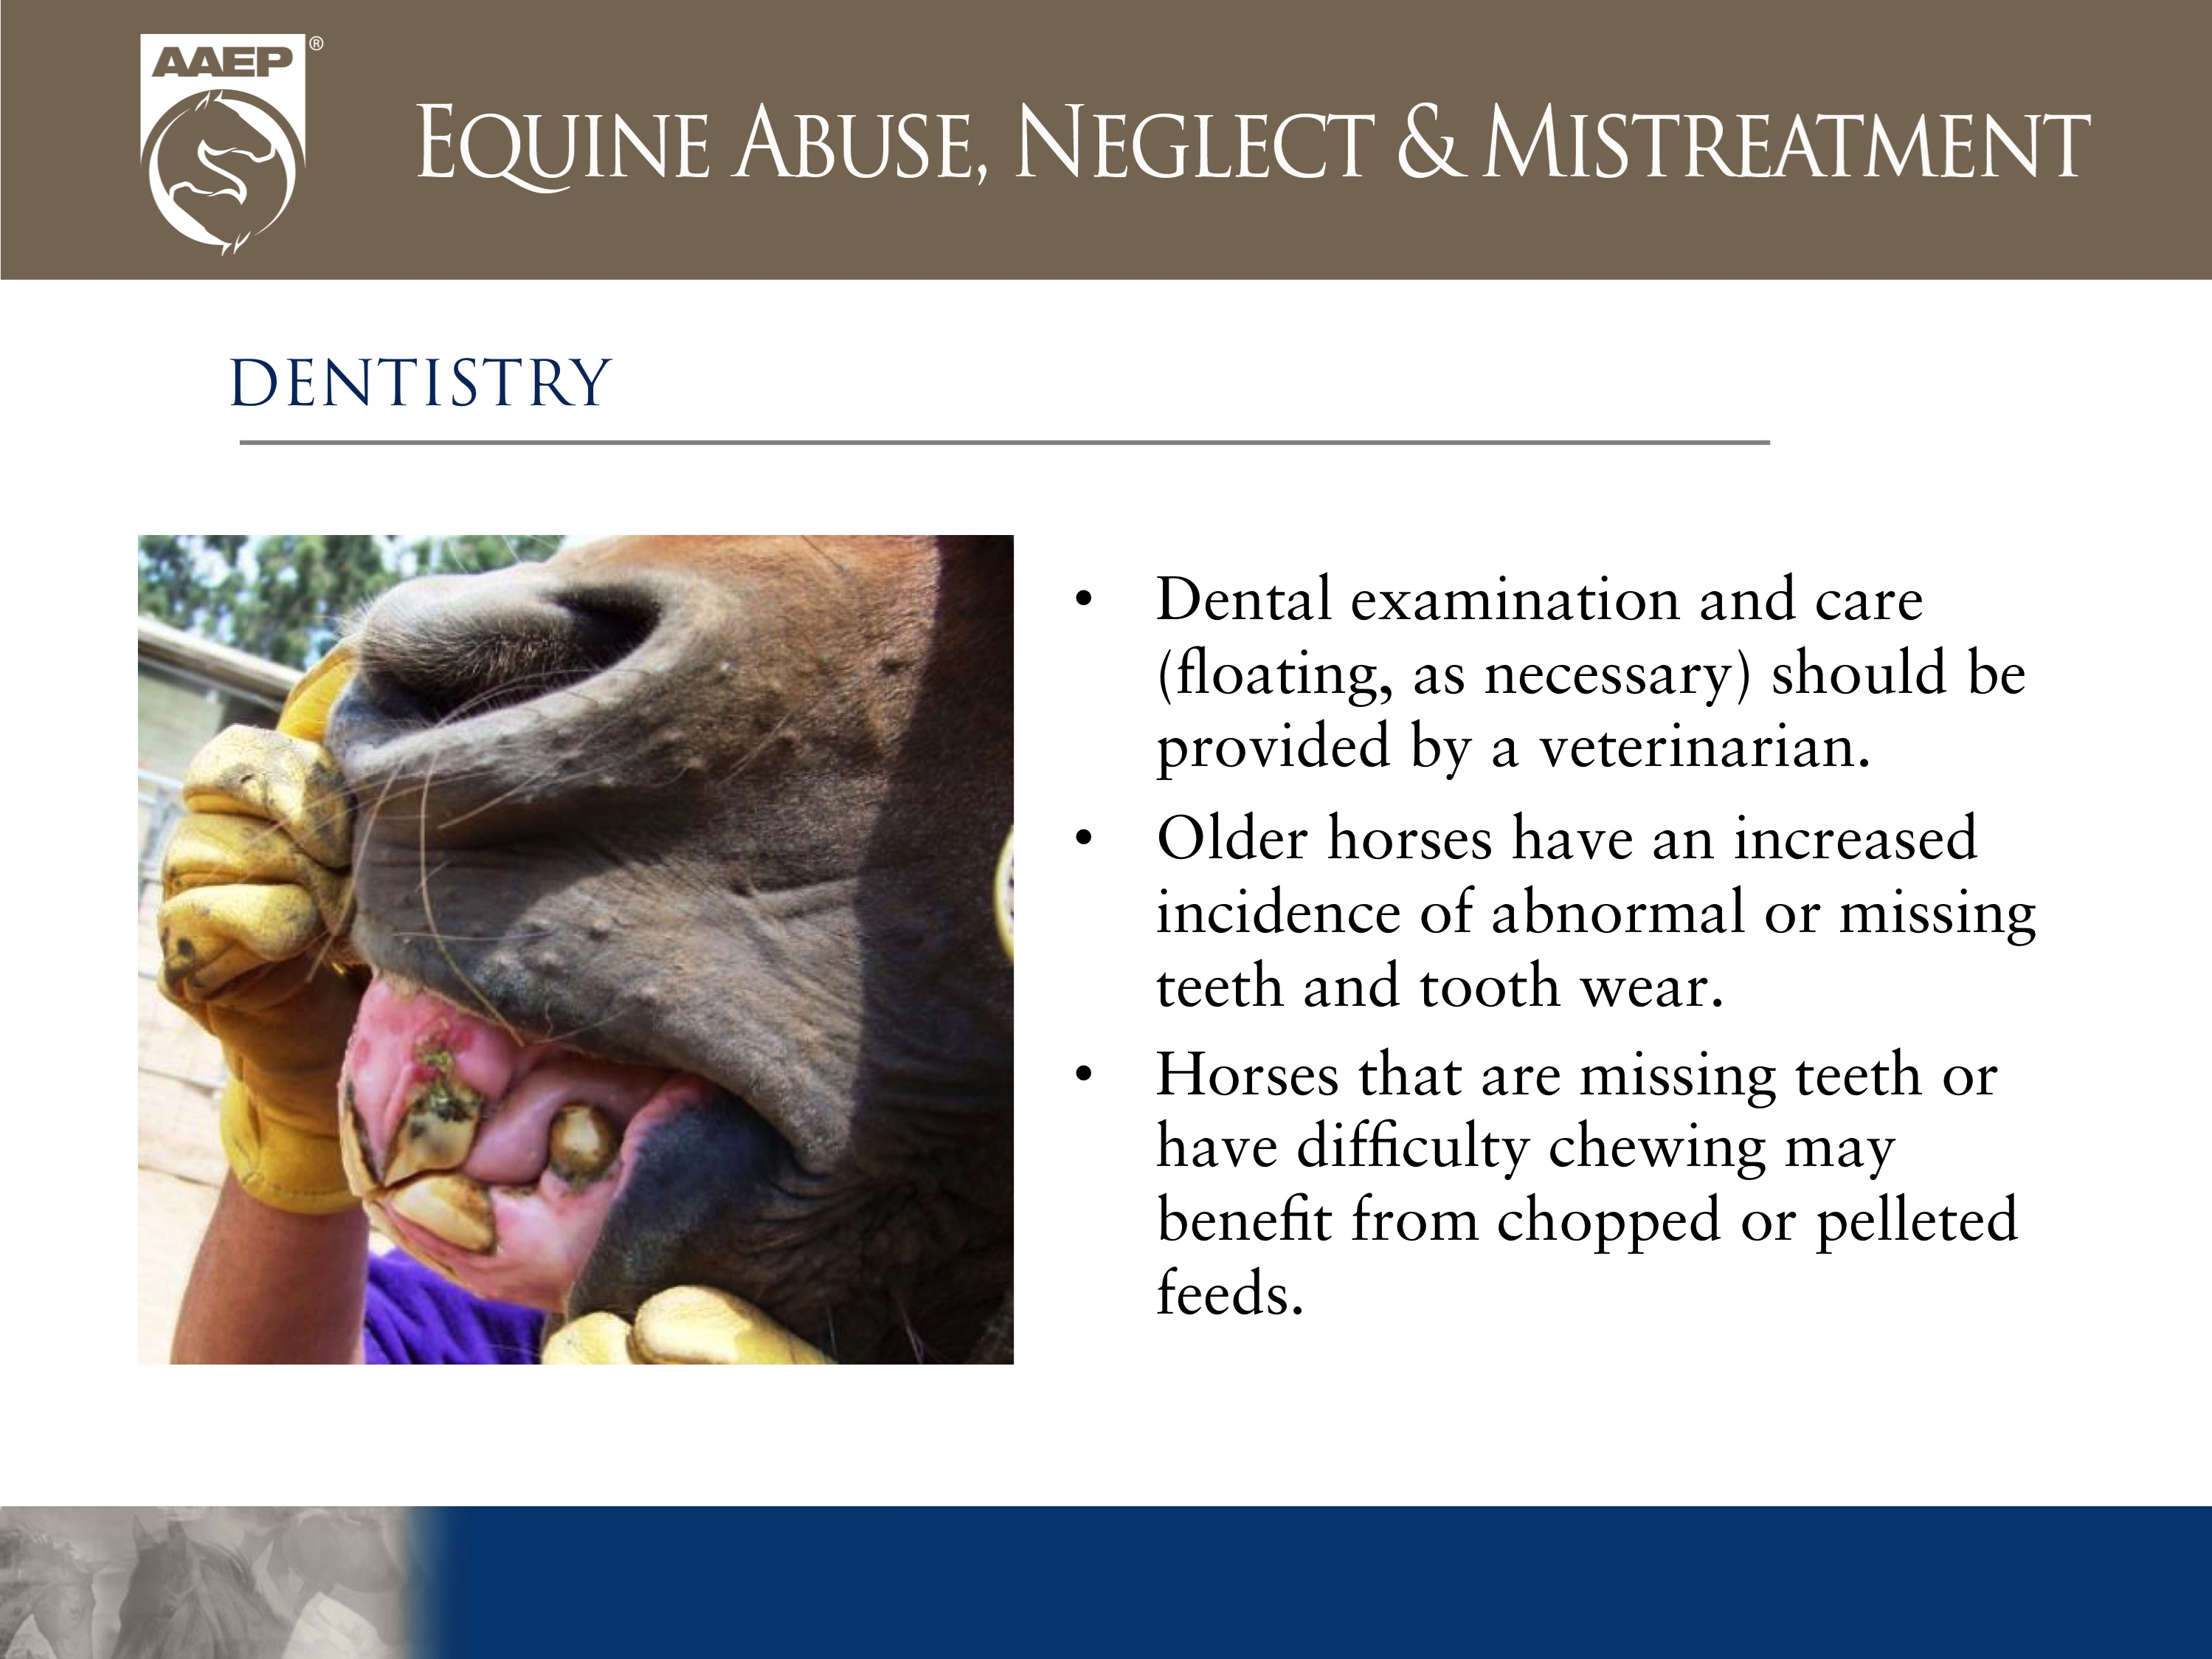 AAEP®
EQUINE ABUSE, NEGLECT & MISTREATMENT
DENTISTRY
• Dental examination and care
(floating, as necessary) should be
provided by a veterinarian.
• Older horses have an increased
incidence of abnormal or missing
teeth and tooth wear.
• Horses that are missing teeth or
have difficulty chewing may
benefit from chopped or pelleted
feeds.